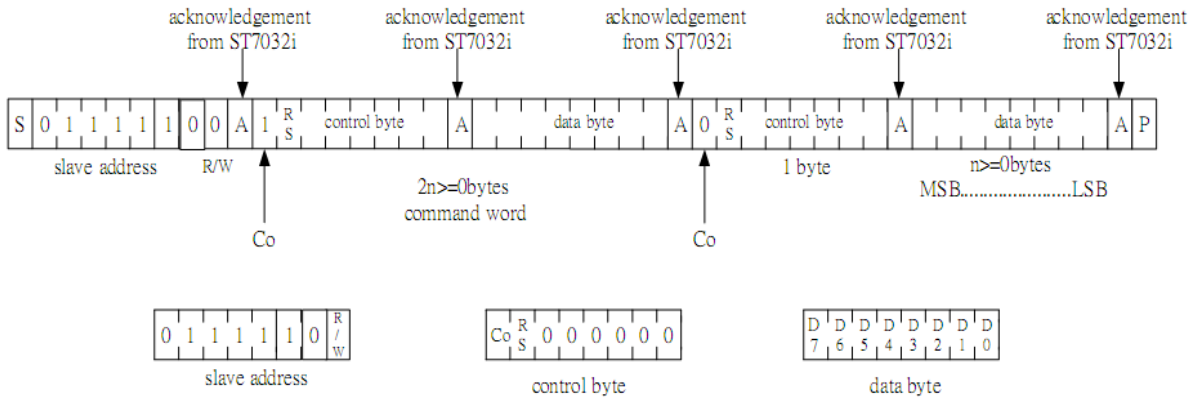 acknowledgement acknowledgement acknowledgement acknowledgement acknowledgement
from ST7032i from ST7032i from ST7032i from ST7032i from ST7032i
S 0 1 1 1 1 1 0 0 A 1 RS control byte A data byte A 0 RS control byte A data byte A P
slave address R/W 2n>=0bytes 1 byte n>=0bytes
command word MSB.......................LSB
Co Co
0 1 1 1 1 1 0 R/W Co RS 0 0 0 0 0 0 D7 D6 D5 D4 D3 D2 D1 D0
slave address control byte data byte